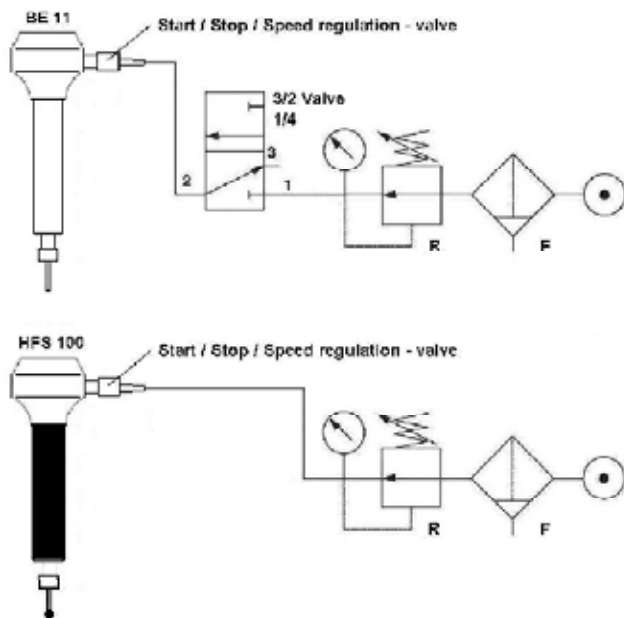 BE 11
Start / Stop / Speed regulation - valve
3/2 Valve
1/4
3
2
1
R
F
HFS 100
Start / Stop / Speed regulation - valve
R
F